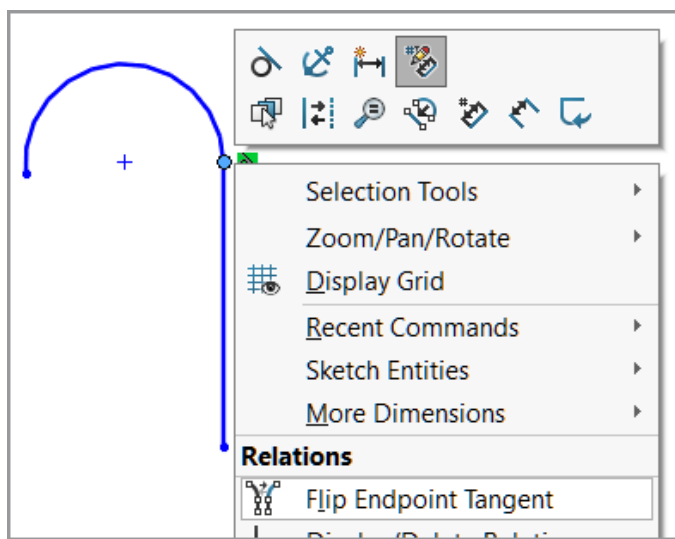 Selection Tools
Zoom/Pan/Rotate
Display Grid
Recent Commands
Sketch Entities
More Dimensions
Relations
Flip Endpoint Tangent